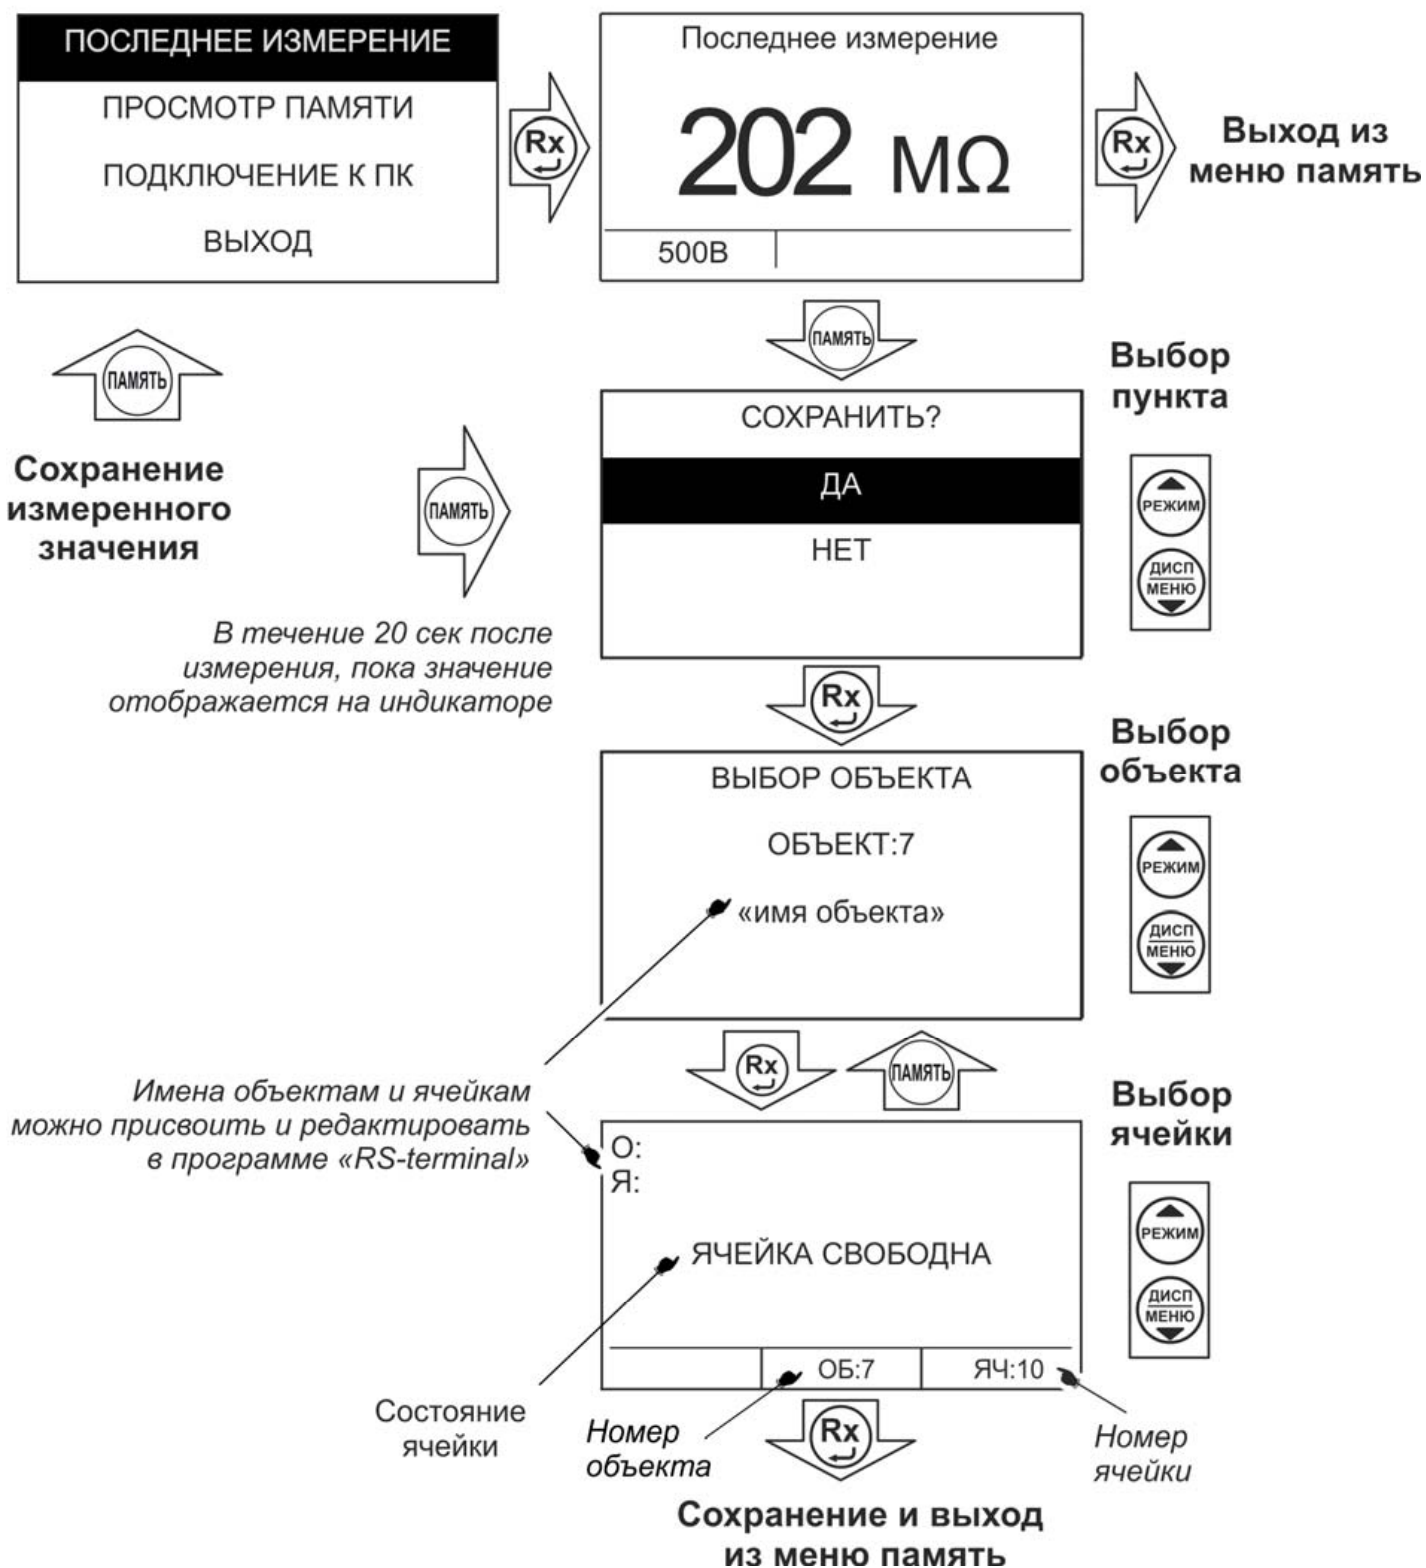 ПОСЛЕДНЕЕ ИЗМЕРЕНИЕ
ПРОСМОТР ПАМЯТИ
ПОДКЛЮЧЕНИЕ К ПК
ВЫХОД
Rx
Последнее измерение
202 МΩ
500В
Rx
Выход из
меню память
ПАМЯТЬ
Сохранение
измеренного
значения
ПАМЯТЬ
ПАМЯТЬ
В течение 20 сек после
измерения, пока значение
отображается на индикаторе
СОХРАНИТЬ?
ДА
НЕТ
Выбор
пункта
РЕЖИМ
ДИСП
МЕНЮ
Rx
ВЫБОР ОБЪЕКТА
ОБЪЕКТ:7
«имя объекта»
Выбор
объекта
РЕЖИМ
ДИСП
МЕНЮ
Rx
ПАМЯТЬ
Имена объектам и ячейкам
можно присвоить и редактировать
в программе «RS-terminal»
О:
Я:
ЯЧЕЙКА СВОБОДНА
ОБ:7
ЯЧ:10
Выбор
ячейки
РЕЖИМ
ДИСП
МЕНЮ
Состояние
ячейки
Номер
объекта
Rx
Номер
ячейки
Сохранение и выход
из меню память